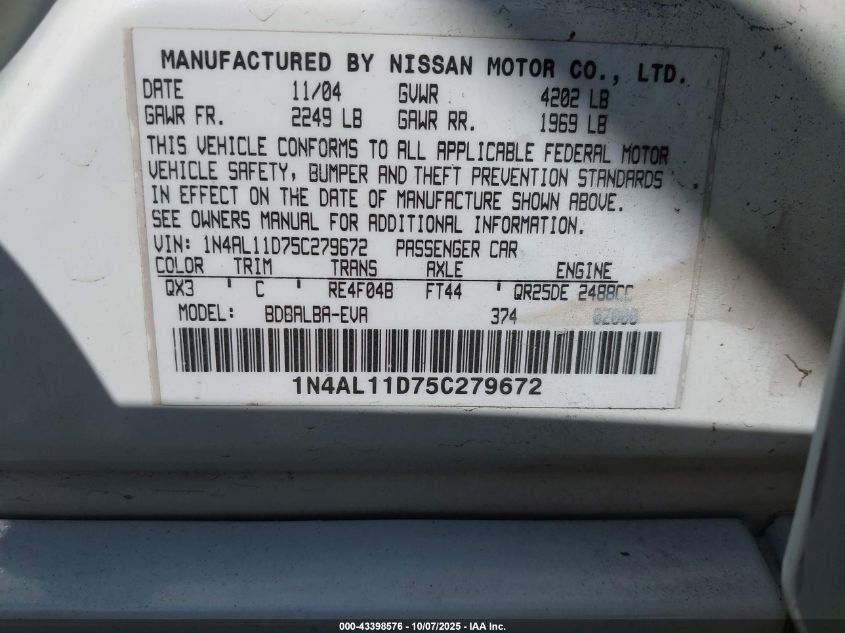 MANUFACTURED BY NISSAN MOTOR CO., LTD.
DATE 11/04 GVWR 4202 LB
GAWR FR. 2249 LB GAWR RR. 1969 LB
THIS VEHICLE CONFORMS TO ALL APPLICABLE FEDERAL MOTOR
VEHICLE SAFETY, BUMPER AND THEFT PREVENTION STANDARDS
IN EFFECT ON THE DATE OF MANUFACTURE SHOWN ABOVE.
SEE OWNERS MANUAL FOR ADDITIONAL INFORMATION.
VIN: 1N4AL11D75C279672 PASSENGER CAR
COLOR TRIM TRANS AXLE ENGINE
QX3 ' C ' RE4F04B FT44 ' QR25DE 2488CC
MODEL: BDBALBA-EVA 374
1N4AL11D75C279672
000-43398576 - 10/07/2025 - IAA Inc.